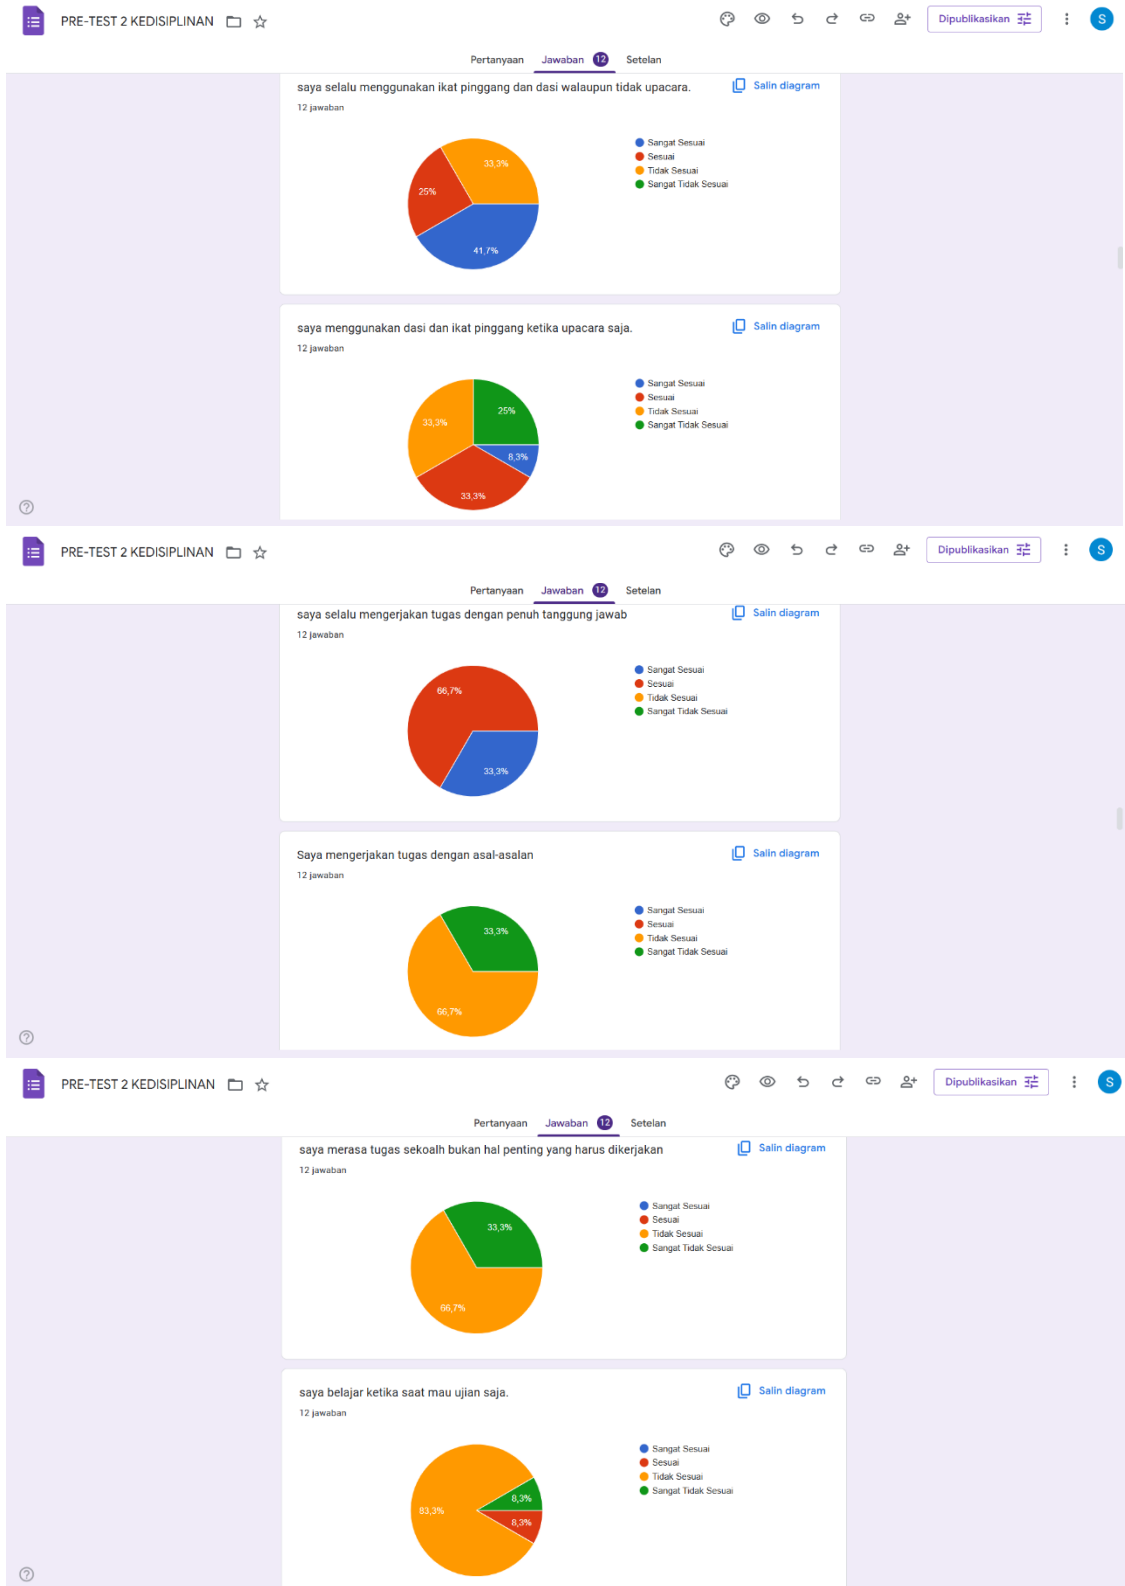 PRE-TEST 2 KEDISIPLINAN
Dipublikasikan
S
Pertanyaan Jawaban 12 Setelan
saya selalu menggunakan ikat pinggang dan dasi walaupun tidak upacara.
Salin diagram
12 jawaban
Sangat Sesuai
Sesuai
Tidak Sesuai
Sangat Tidak Sesuai
33,3%
25%
41,7%
saya menggunakan dasi dan ikat pinggang ketika upacara saja.
Salin diagram
12 jawaban
Sangat Sesuai
Sesuai
Tidak Sesuai
Sangat Tidak Sesuai
25%
33,3%
8,3%
33,3%
PRE-TEST 2 KEDISIPLINAN
Dipublikasikan
S
Pertanyaan Jawaban 12 Setelan
saya selalu mengerjakan tugas dengan penuh tanggung jawab
Salin diagram
12 jawaban
Sangat Sesuai
Sesuai
Tidak Sesuai
Sangat Tidak Sesuai
66,7%
33,3%
Saya mengerjakan tugas dengan asal-asalan
Salin diagram
12 jawaban
Sangat Sesuai
Sesuai
Tidak Sesuai
Sangat Tidak Sesuai
33,3%
66,7%
PRE-TEST 2 KEDISIPLINAN
Dipublikasikan
S
Pertanyaan Jawaban 12 Setelan
saya merasa tugas sekoalh bukan hal penting yang harus dikerjakan
Salin diagram
12 jawaban
Sangat Sesuai
Sesuai
Tidak Sesuai
Sangat Tidak Sesuai
33,3%
66,7%
saya belajar ketika saat mau ujian saja.
Salin diagram
12 jawaban
Sangat Sesuai
Sesuai
Tidak Sesuai
Sangat Tidak Sesuai
8,3%
83,3%
8,3%